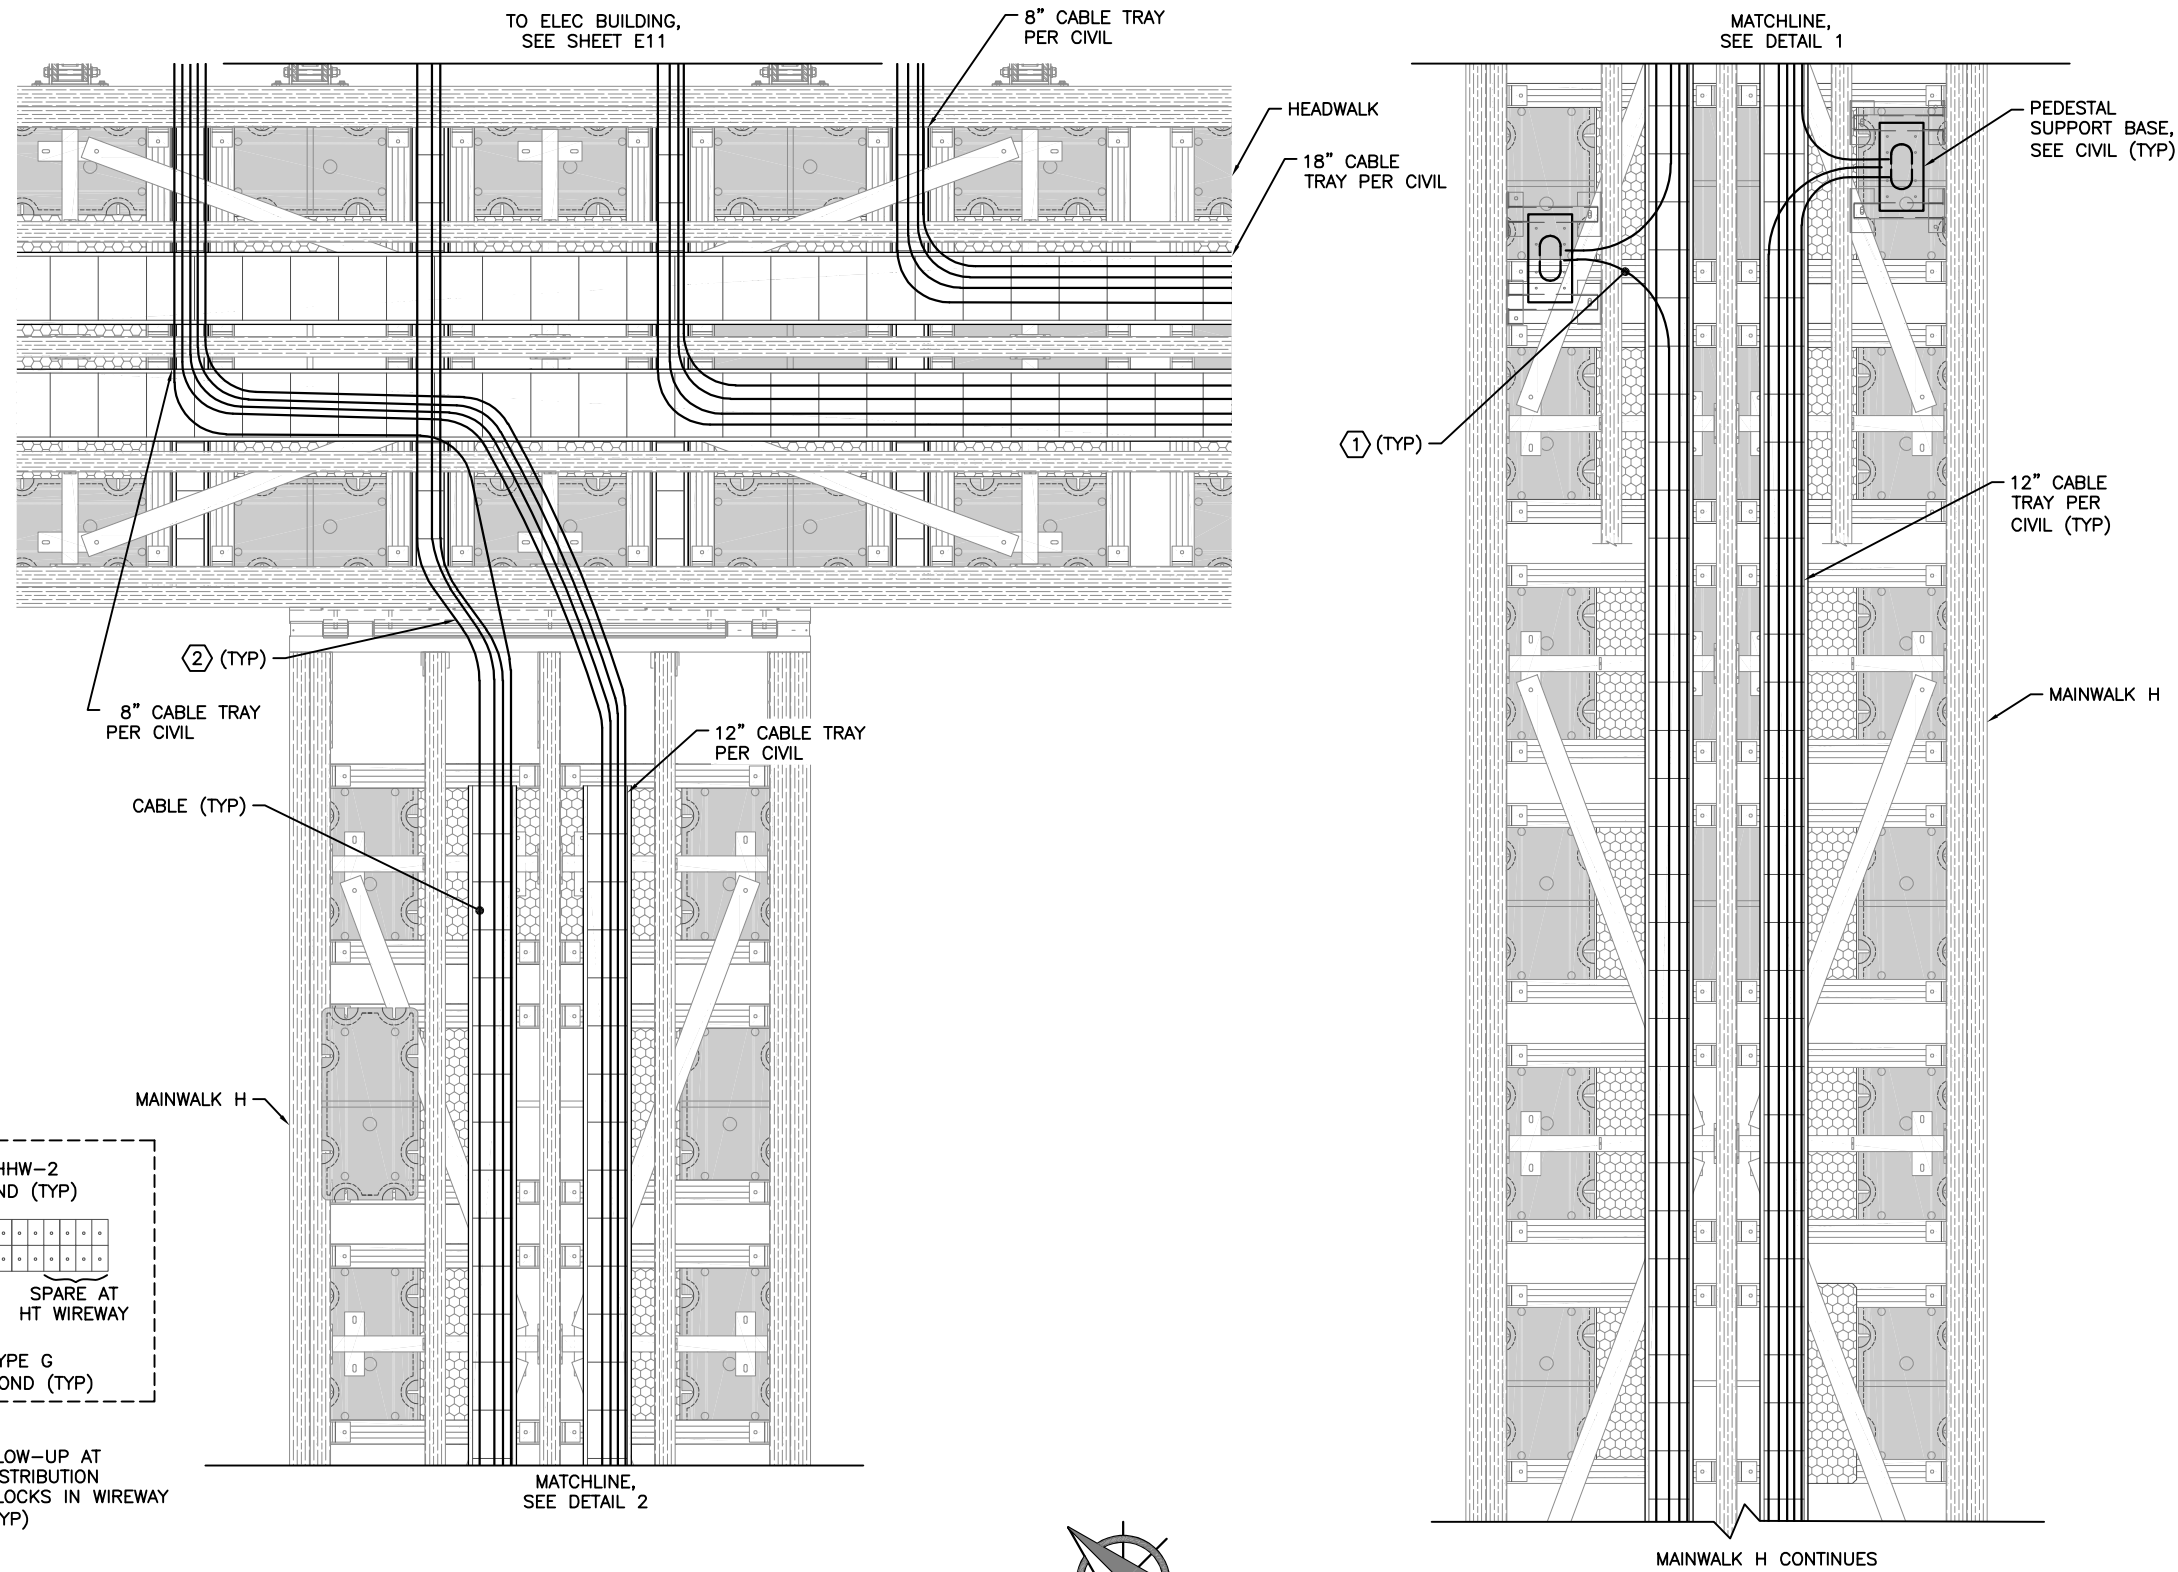 TO ELEC BUILDING,
SEE SHEET E11
8" CABLE TRAY
PER CIVIL
HEADWALK
18" CABLE
TRAY PER CIVIL
2 (TYP)
8" CABLE TRAY
PER CIVIL
12" CABLE TRAY
PER CIVIL
CABLE (TYP)
MAINWALK H
HHW-2
ND (TYP)
SPARE AT
HT WIREWAY
YPE G
OND (TYP)
LOW-UP AT
STRIBUTION
LOCKS IN WIREWAY
YP)
MATCHLINE,
SEE DETAIL 2
MATCHLINE,
SEE DETAIL 1
PEDESTAL
SUPPORT BASE,
SEE CIVIL (TYP)
1 (TYP)
12" CABLE
TRAY PER
CIVIL (TYP)
MAINWALK H
MAINWALK H CONTINUES